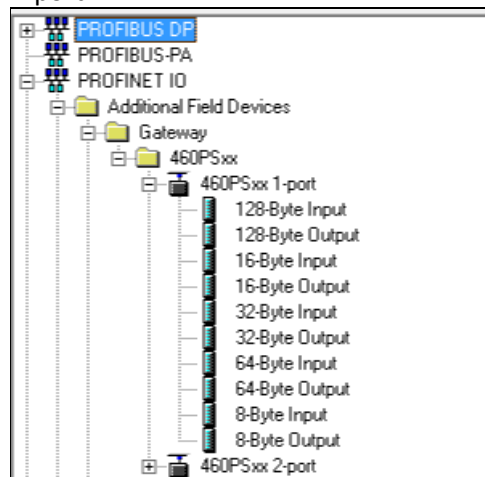 PROFIBUS DP
PROFIBUS-PA
PROFINET IO
Additional Field Devices
Gateway
460PSxx
460PSxx 1-port
128-Byte Input
128-Byte Output
16-Byte Input
16-Byte Output
32-Byte Input
32-Byte Output
64-Byte Input
64-Byte Output
8-Byte Input
8-Byte Output
460PSxx 2-port